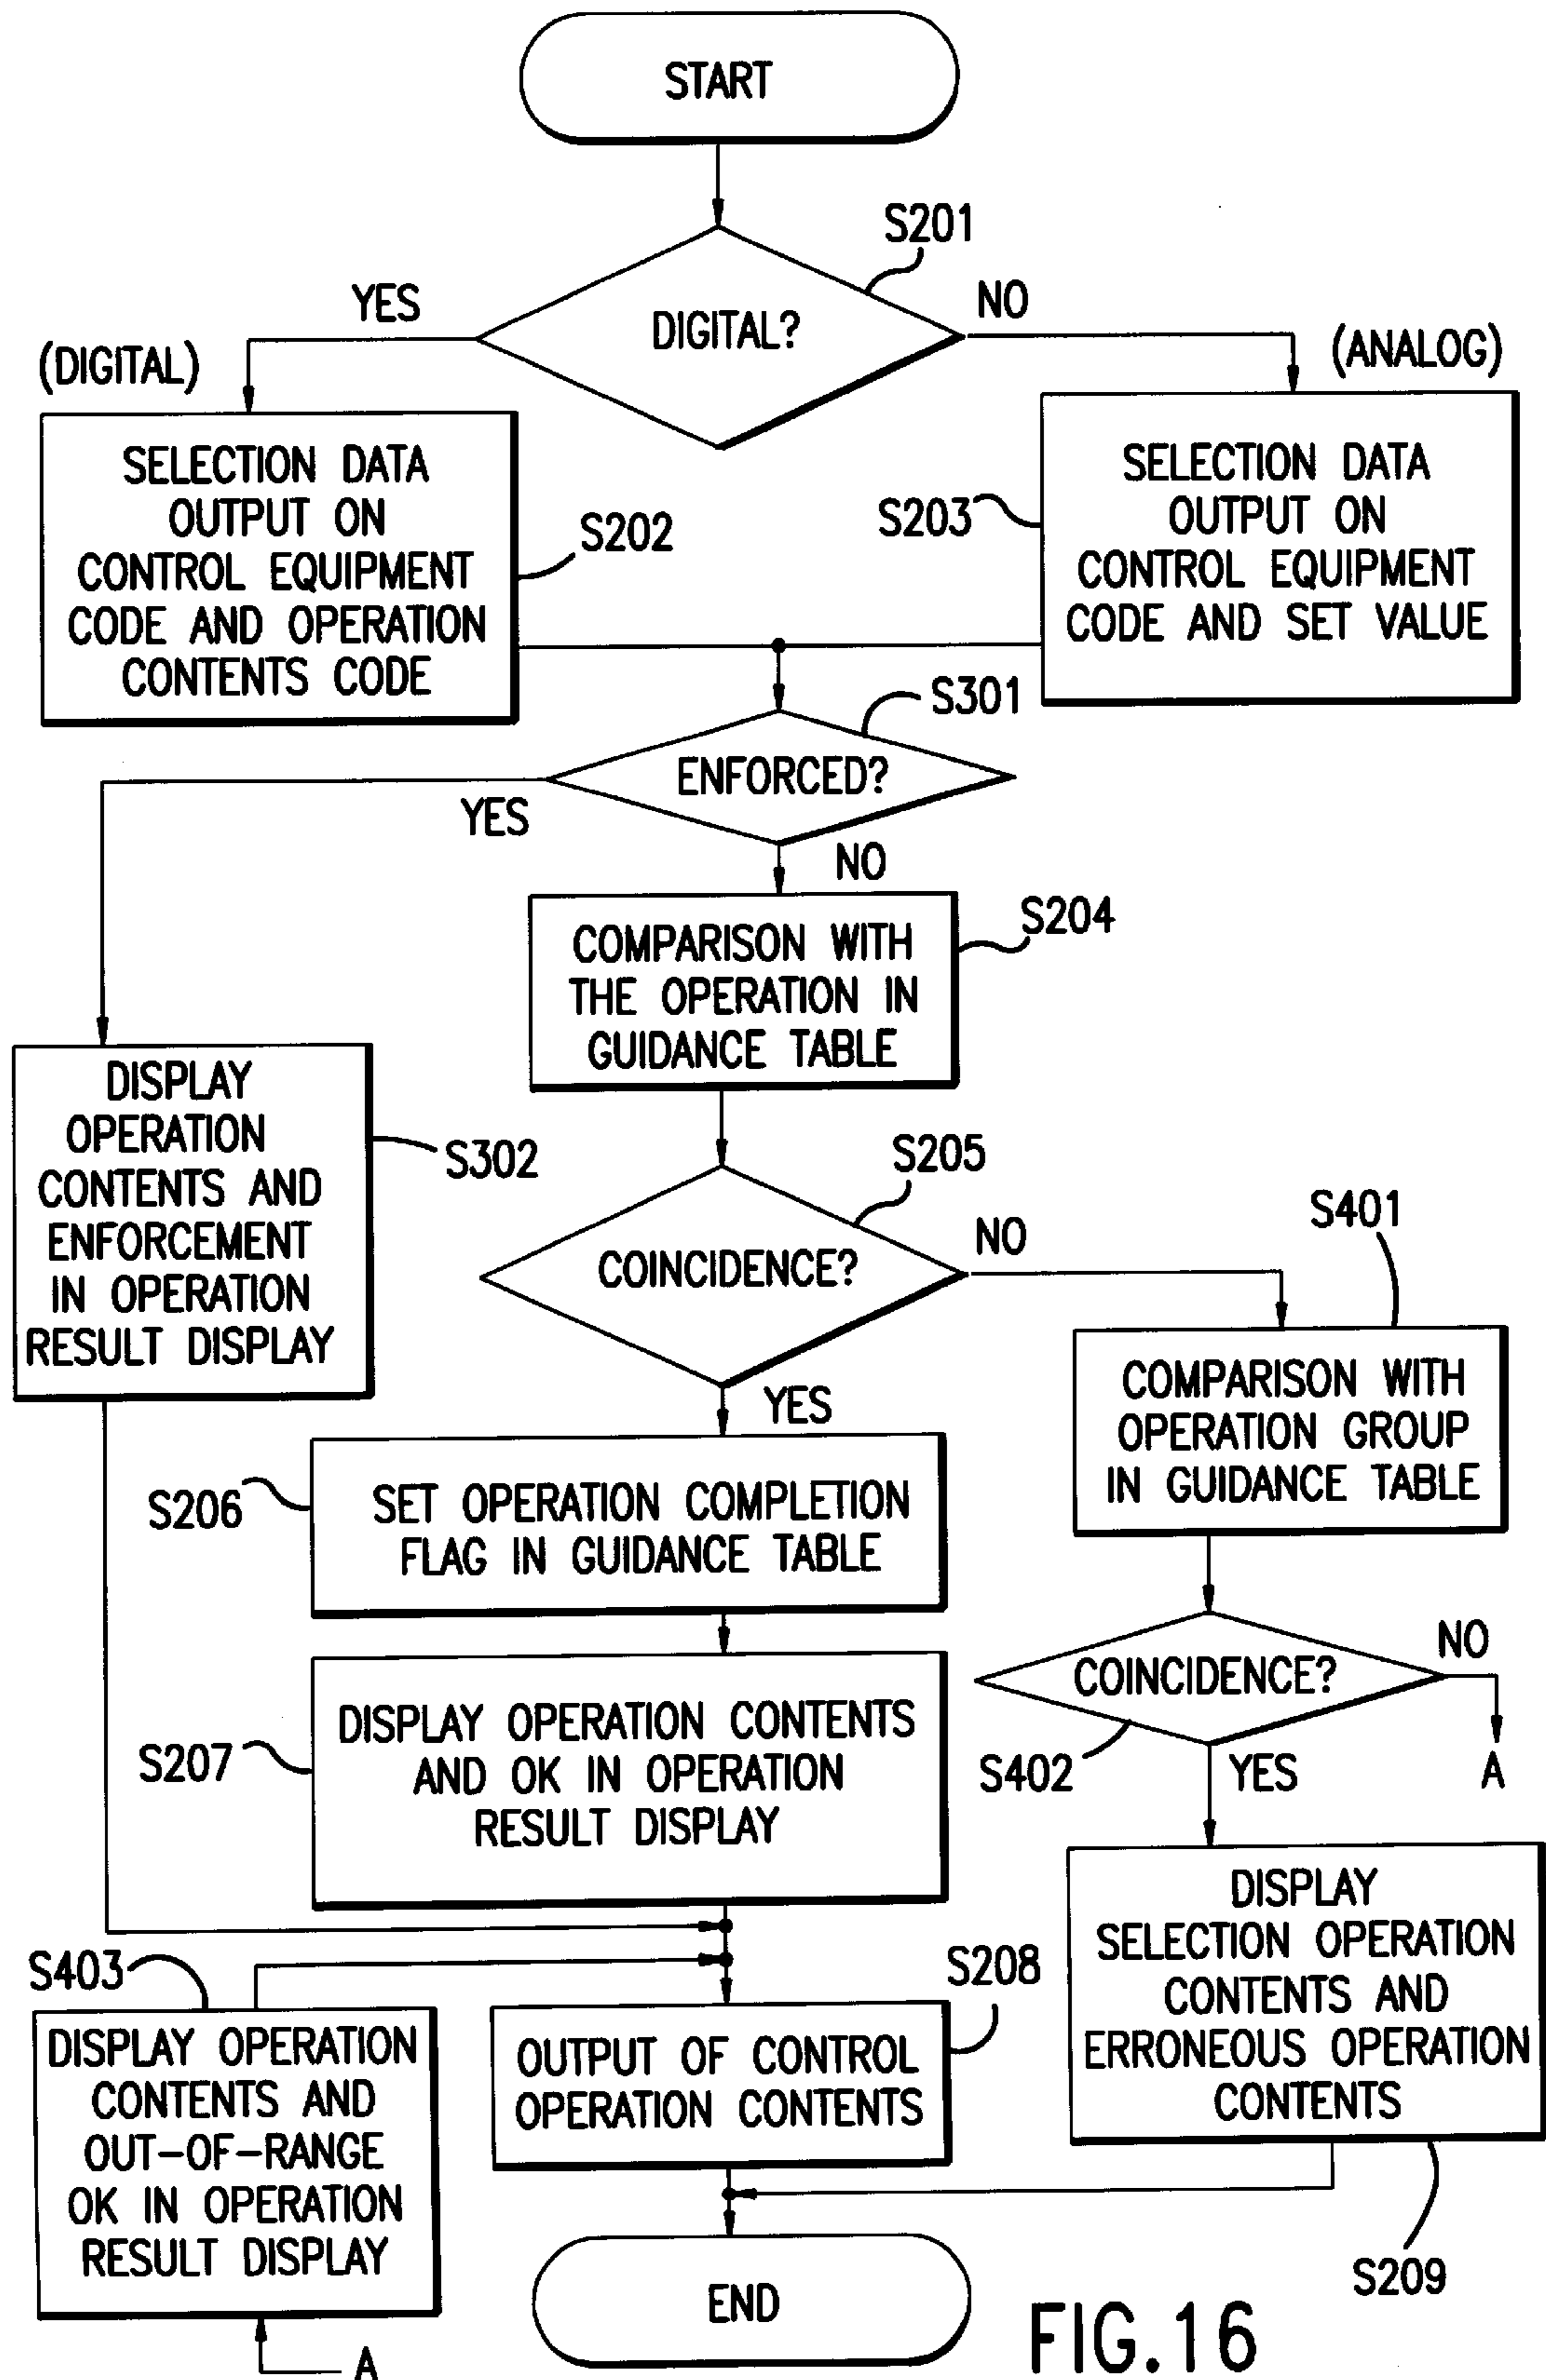 START
S201
YES
NO
DIGITAL?
(DIGITAL)
(ANALOG)
SELECTION DATA
OUTPUT ON
CONTROL EQUIPMENT
CODE AND OPERATION
CONTENTS CODE
S202
S203
SELECTION DATA
OUTPUT ON
CONTROL EQUIPMENT
CODE AND SET VALUE
S301
ENFORCED?
YES
NO
S204
COMPARISON WITH
THE OPERATION IN
GUIDANCE TABLE
DISPLAY
OPERATION
CONTENTS AND
ENFORCEMENT
IN OPERATION
RESULT DISPLAY
S302
S205
COINCIDENCE?
NO
YES
S401
COMPARISON WITH
OPERATION GROUP
IN GUIDANCE TABLE
S206
SET OPERATION COMPLETION
FLAG IN GUIDANCE TABLE
COINCIDENCE?
NO
A
S402
YES
S207
DISPLAY OPERATION CONTENTS
AND OK IN OPERATION
RESULT DISPLAY
DISPLAY
SELECTION OPERATION
CONTENTS AND
ERRONEOUS OPERATION
CONTENTS
S209
S403
DISPLAY OPERATION
CONTENTS AND
OUT-OF-RANGE
OK IN OPERATION
RESULT DISPLAY
A
S208
OUTPUT OF CONTROL
OPERATION CONTENTS
END
FIG.16